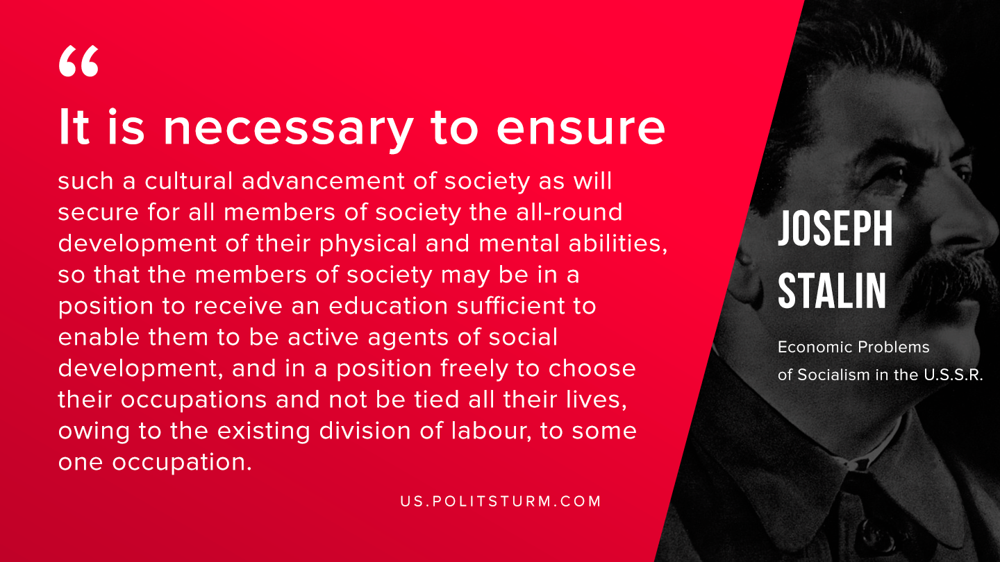 “
It is necessary to ensure
such a cultural advancement of society as will
secure for all members of society the all-round
development of their physical and mental abilities,
so that the members of society may be in a
position to receive an education sufficient to
enable them to be active agents of social
development, and in a position freely to choose
their occupations and not be tied all their lives,
owing to the existing division of labour, to some
one occupation.
US.POLITSTURM.COM
JOSEPH
STALIN
Economic Problems
of Socialism in the U.S.S.R.